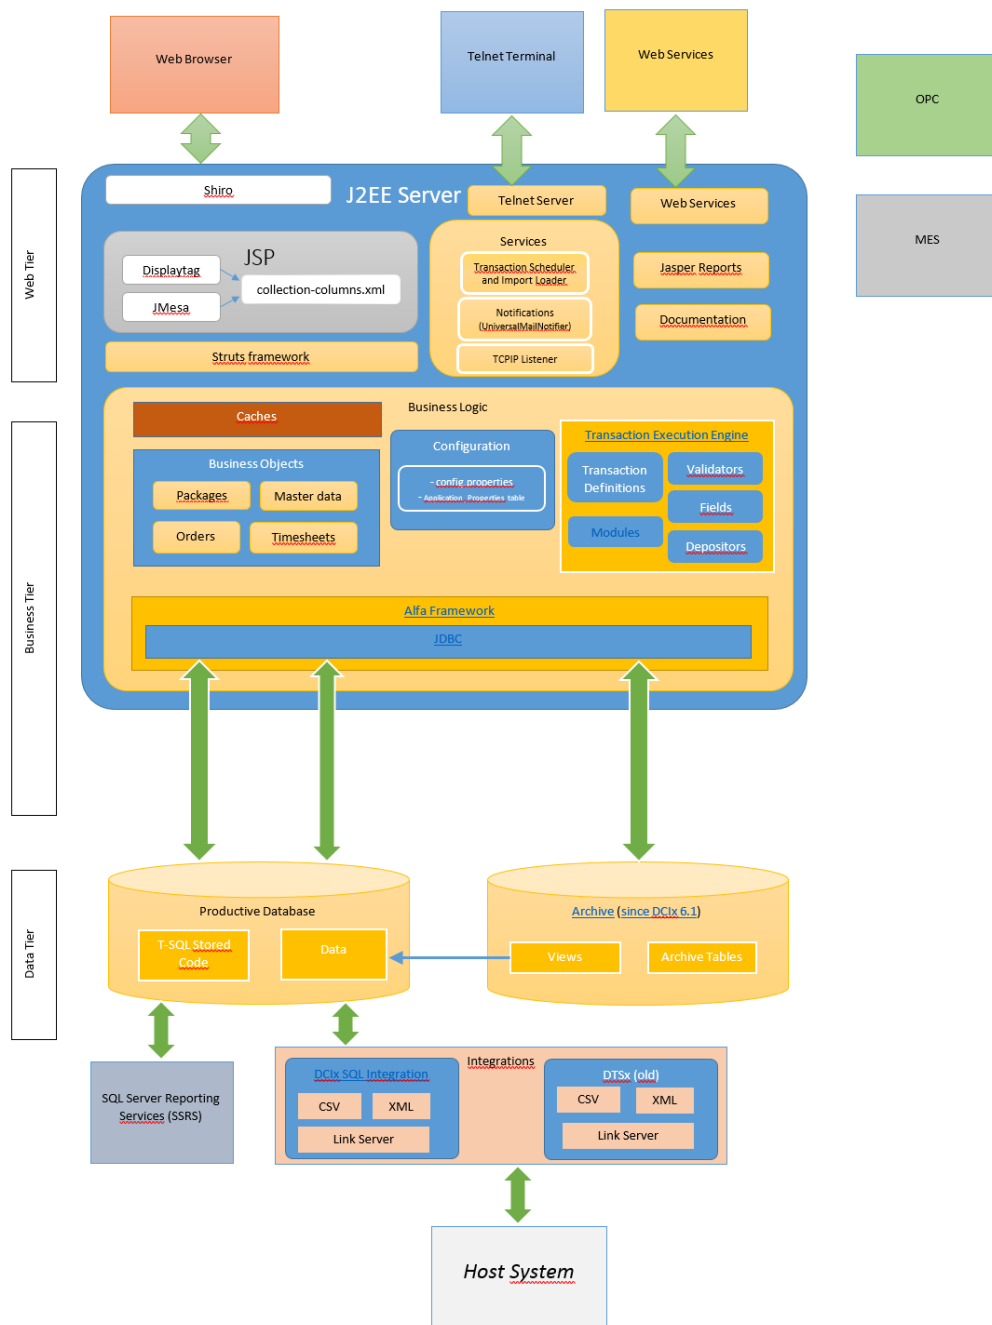 Web Browser
Telnet Terminal
Web Services
OPC
MES
Web Tier
Shiro
J2EE Server
Telnet Server
Web Services
JSP
Displaytag
JMesa
collection-columns.xml
Struts framework
Services
Transaction Scheduler
and Import Loader
Notifications
(UniversalMailNotifier)
TCPIP Listener
Jasper Reports
Documentation
Business Tier
Business Logic
Caches
Business Objects
Packages
Master data
Orders
Timesheets
Configuration
- config.properties
- Application_Properties table
Transaction Execution Engine
Transaction
Definitions
Modules
Validators
Fields
Depositors
Alfa Framework
JDBC
Data Tier
Productive Database
T-SQL Stored
Code
Data
Archive (since DCIx 6.1)
Views
Archive Tables
SQL Server Reporting
Services (SSRS)
Integrations
DCIx SQL Integration
CSV
XML
Link Server
DTSx (old)
CSV
XML
Link Server
Host System